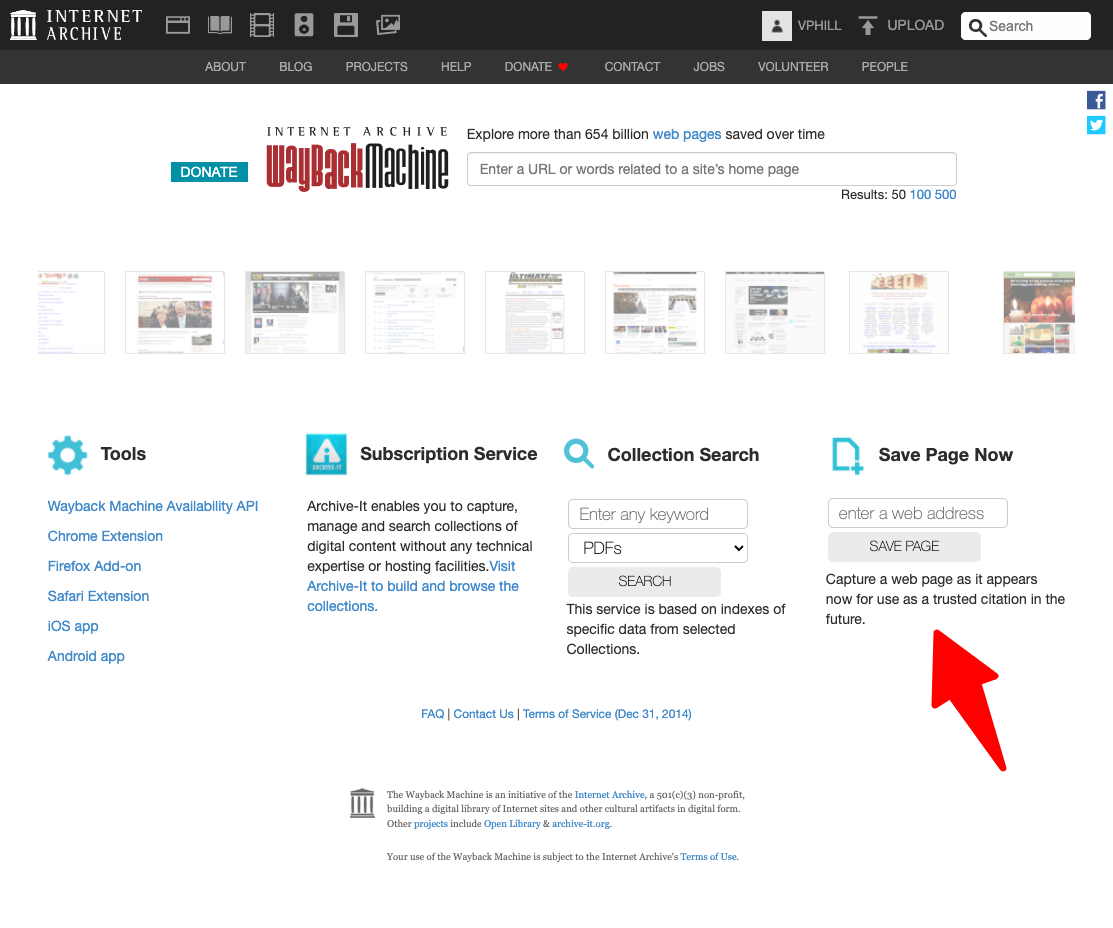 INTERNET
ARCHIVE
VPHILL
UPLOAD
Search
ABOUT BLOG PROJECTS HELP DONATE CONTACT JOBS VOLUNTEER PEOPLE
DONATE
INTERNET ARCHIVE
WayBackMachine
Explore more than 654 billion web pages saved over time
Enter a URL or words related to a site's home page
Results: 50 100 500
Tools
Wayback Machine Availability API
Chrome Extension
Firefox Add-on
Safari Extension
iOS app
Android app
ARCHIVE-IT
Subscription Service
Archive-It enables you to capture,
manage and search collections of
digital content without any technical
expertise or hosting facilities.Visit
Archive-It to build and browse the
collections.
Collection Search
Enter any keyword
PDFs
SEARCH
This service is based on indexes of
specific data from selected
Collections.
Save Page Now
enter a web address
SAVE PAGE
Capture a web page as it appears
now for use as a trusted citation in the
future.
FAQ | Contact Us | Terms of Service (Dec 31, 2014)
The Wayback Machine is an initiative of the Internet Archive, a 501(c)(3) non-profit,
building a digital library of Internet sites and other cultural artifacts in digital form.
Other projects include Open Library & archive-it.org.
Your use of the Wayback Machine is subject to the Internet Archive's Terms of Use.